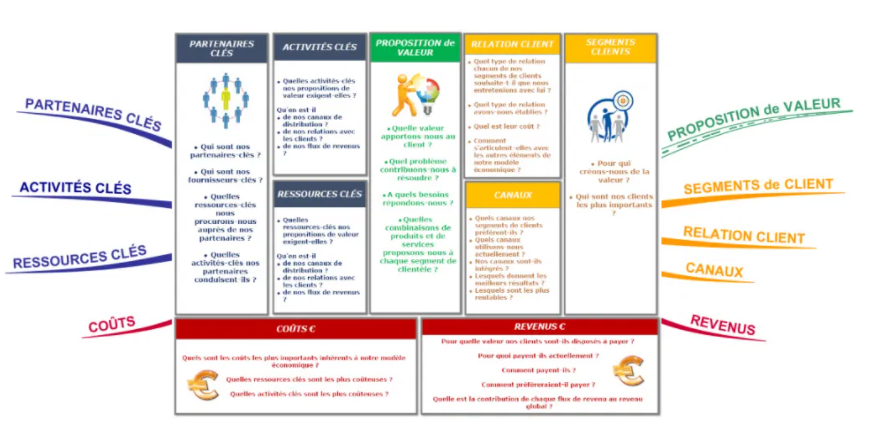 PARTENAIRES CLÉS
ACTIVITÉS CLÉS
RESSOURCES CLÉS
COÛTS
PARTENAIRES
CLÉS
• Qui sont nos
partenaires-clés ?
• Qui sont nos
fournisseurs-clés ?
• Quelles
ressources-clés
nous
procurons-nous
auprès de nos
partenaires ?
• Quelles
activités-clés nos
partenaires
conduisent-ils ?
ACTIVITÉS CLÉS
• Quelles activités-clés
nos propositions de
valeur exigent-elles ?
Qu'en est-il
• de nos canaux de
distribution ?
• de nos relations avec
les clients ?
• de nos flux de revenus
?
RESSOURCES CLÉS
• Quelles
ressources-clés nos
propositions de valeur
exigent-elles ?
Qu'en est-il
• de nos canaux de
distribution ?
• de nos relations avec
les clients ?
• de nos flux de revenus
?
PROPOSITION de
VALEUR
• Quelle valeur
apportons-nous au
client ?
• Quel problème
contribuons-nous à
résoudre ?
• A quels besoins
répondons-nous ?
• Quelles
combinaisons de
produits et de
services
proposons-nous à
chaque segment de
clientèle ?
RELATION CLIENT
• Quel type de relation
chacun de nos
segments de clients
souhaite-t-il que nous
entretenions avec lui ?
• Quel type de relation
avons-nous établies ?
• Quel est leur coût ?
• Comment
s'articulent-elles avec
les autres éléments de
notre modèle
économique ?
CANAUX
• Quels canaux nos
segments de clients
préfèrent-ils ?
• Quels canaux
utilisons-nous
actuellement ?
• Nos canaux sont-ils
intégrés ?
• Lesquels donnent les
meilleurs résultats ?
• Lesquels sont les plus
rentables ?
SEGMENTS
CLIENTS
• Pour qui
créons-nous de la
valeur ?
• Qui sont nos clients
les plus importants
?
COÛTS €
Quels sont les coûts les plus importants inhérents à notre modèle
économique ?
Quelles ressources clés sont les plus coûteuses ?
Quelles activités clés sont les plus coûteuses ?
REVENUS €
Pour quelle valeur nos clients sont-ils disposés à payer ?
Pour quoi payent-ils actuellement ?
Comment payent-ils ?
Comment préfèreraient-il payer ?
Quelle est la contribution de chaque flux de revenu au revenu
global ?
PROPOSITION de VALEUR
SEGMENTS de CLIENT
RELATION CLIENT
CANAUX
REVENUS